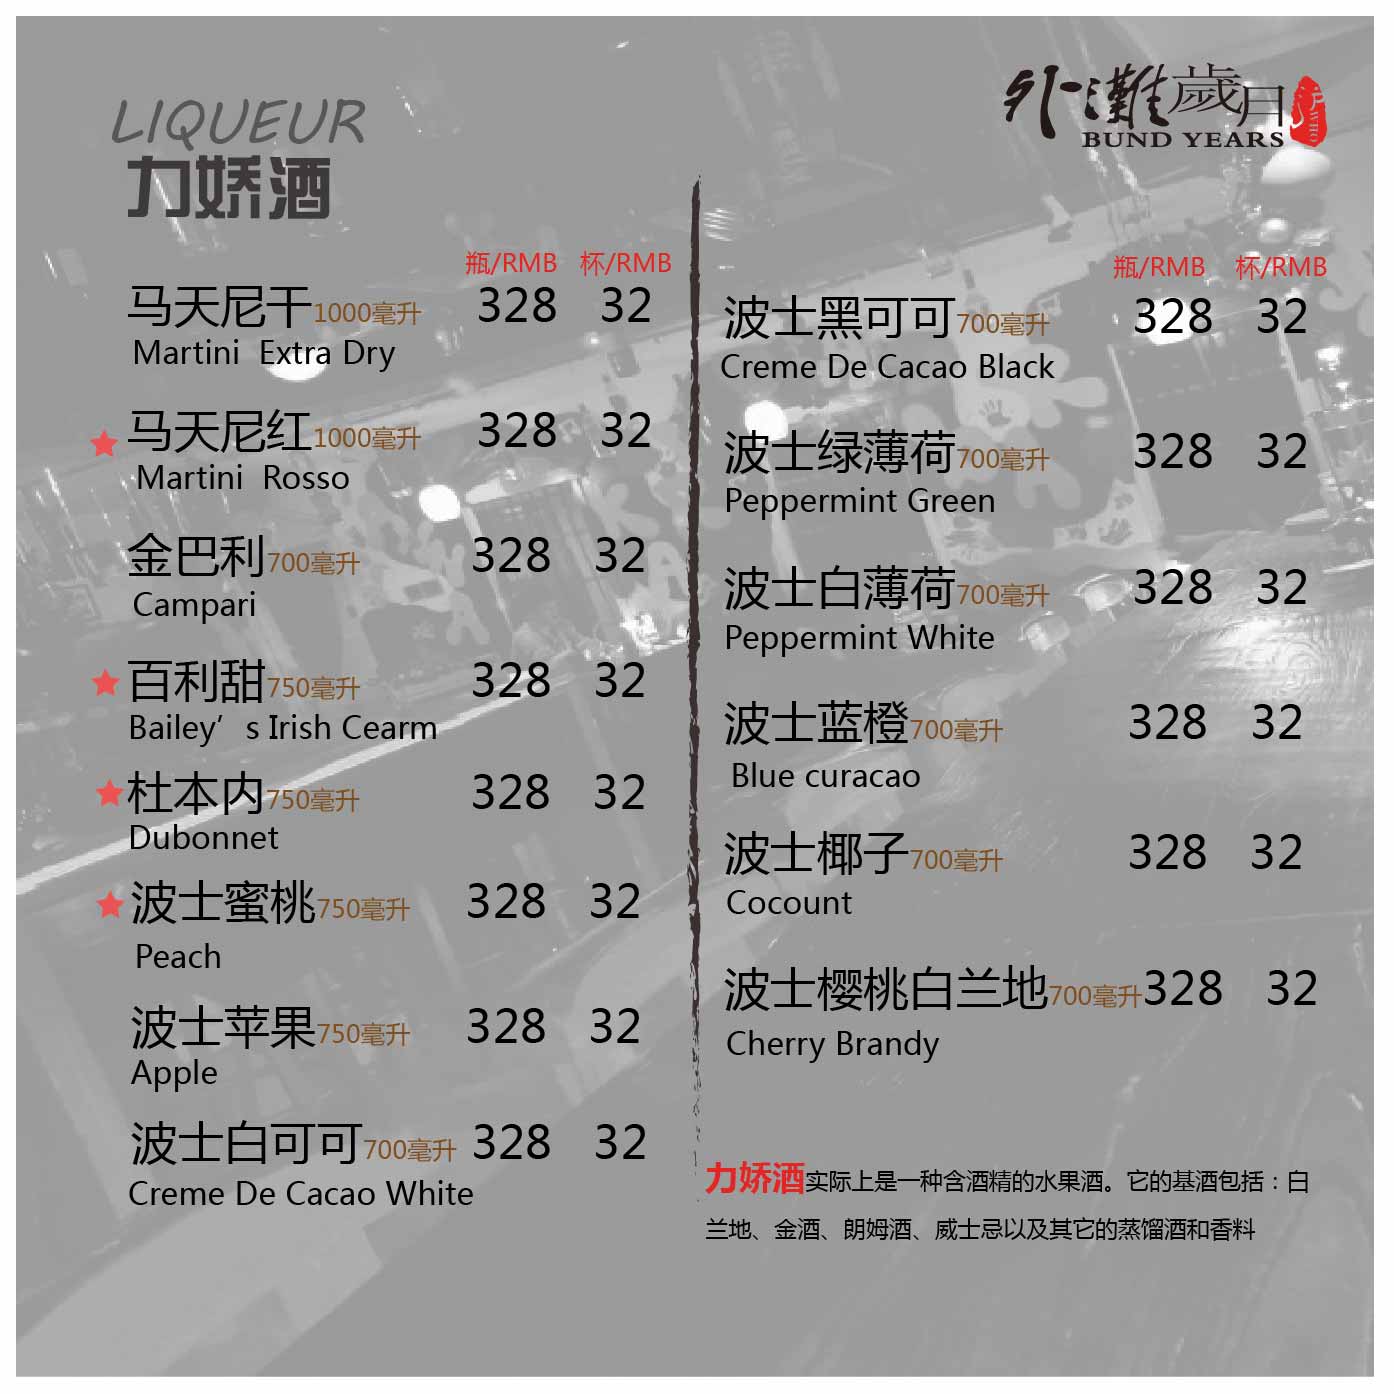 LIQUEUR
力娇酒
外灘歲月
BUND YEARS
瓶/RMB 杯/RMB
马天尼干1000毫升 328 32
Martini Extra Dry
马天尼红1000毫升 328 32
Martini Rosso
金巴利700毫升 328 32
Campari
百利甜750毫升 328 32
Bailey’s Irish Cearm
杜本内750毫升 328 32
Dubonnet
波士蜜桃750毫升 328 32
Peach
波士苹果750毫升 328 32
Apple
波士白可可700毫升 328 32
Creme De Cacao White
瓶/RMB 杯/RMB
波士黑可可700毫升 328 32
Creme De Cacao Black
波士绿薄荷700毫升 328 32
Peppermint Green
波士白薄荷700毫升 328 32
Peppermint White
波士蓝橙700毫升 328 32
Blue curacao
波士椰子700毫升 328 32
Cocount
波士樱桃白兰地700毫升328 32
Cherry Brandy
力娇酒实际上是一种含酒精的水果酒。它的基酒包括：白
兰地、金酒、朗姆酒、威士忌以及其它的蒸馏酒和香料